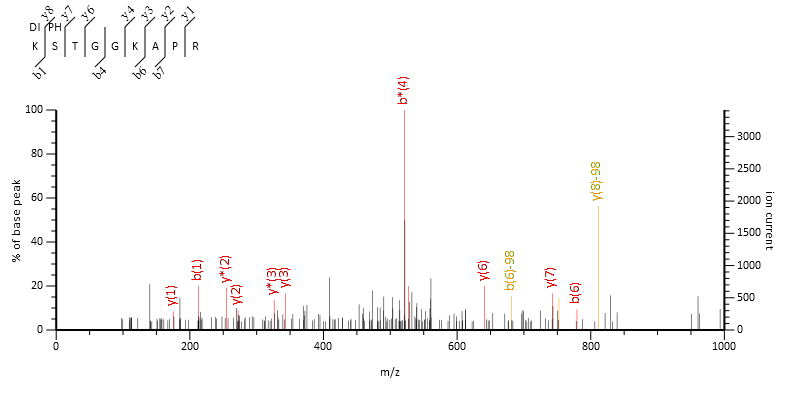 y8 y7 y6 y4 y3 y2 y1
DI PH
K S T G G K A P R
b1 b4 b6 b7
b*(4)
y(8)-98
y*(2)
b(1)
y*(3)
y(3)
y(6)
b(6)-98
y(7)
y(1)
y(2)
b(6)
100
80
60
40
20
0
% of base peak
3000
2500
2000
1500
1000
500
0
ion current
0 200 400 600 800 1000
m/z